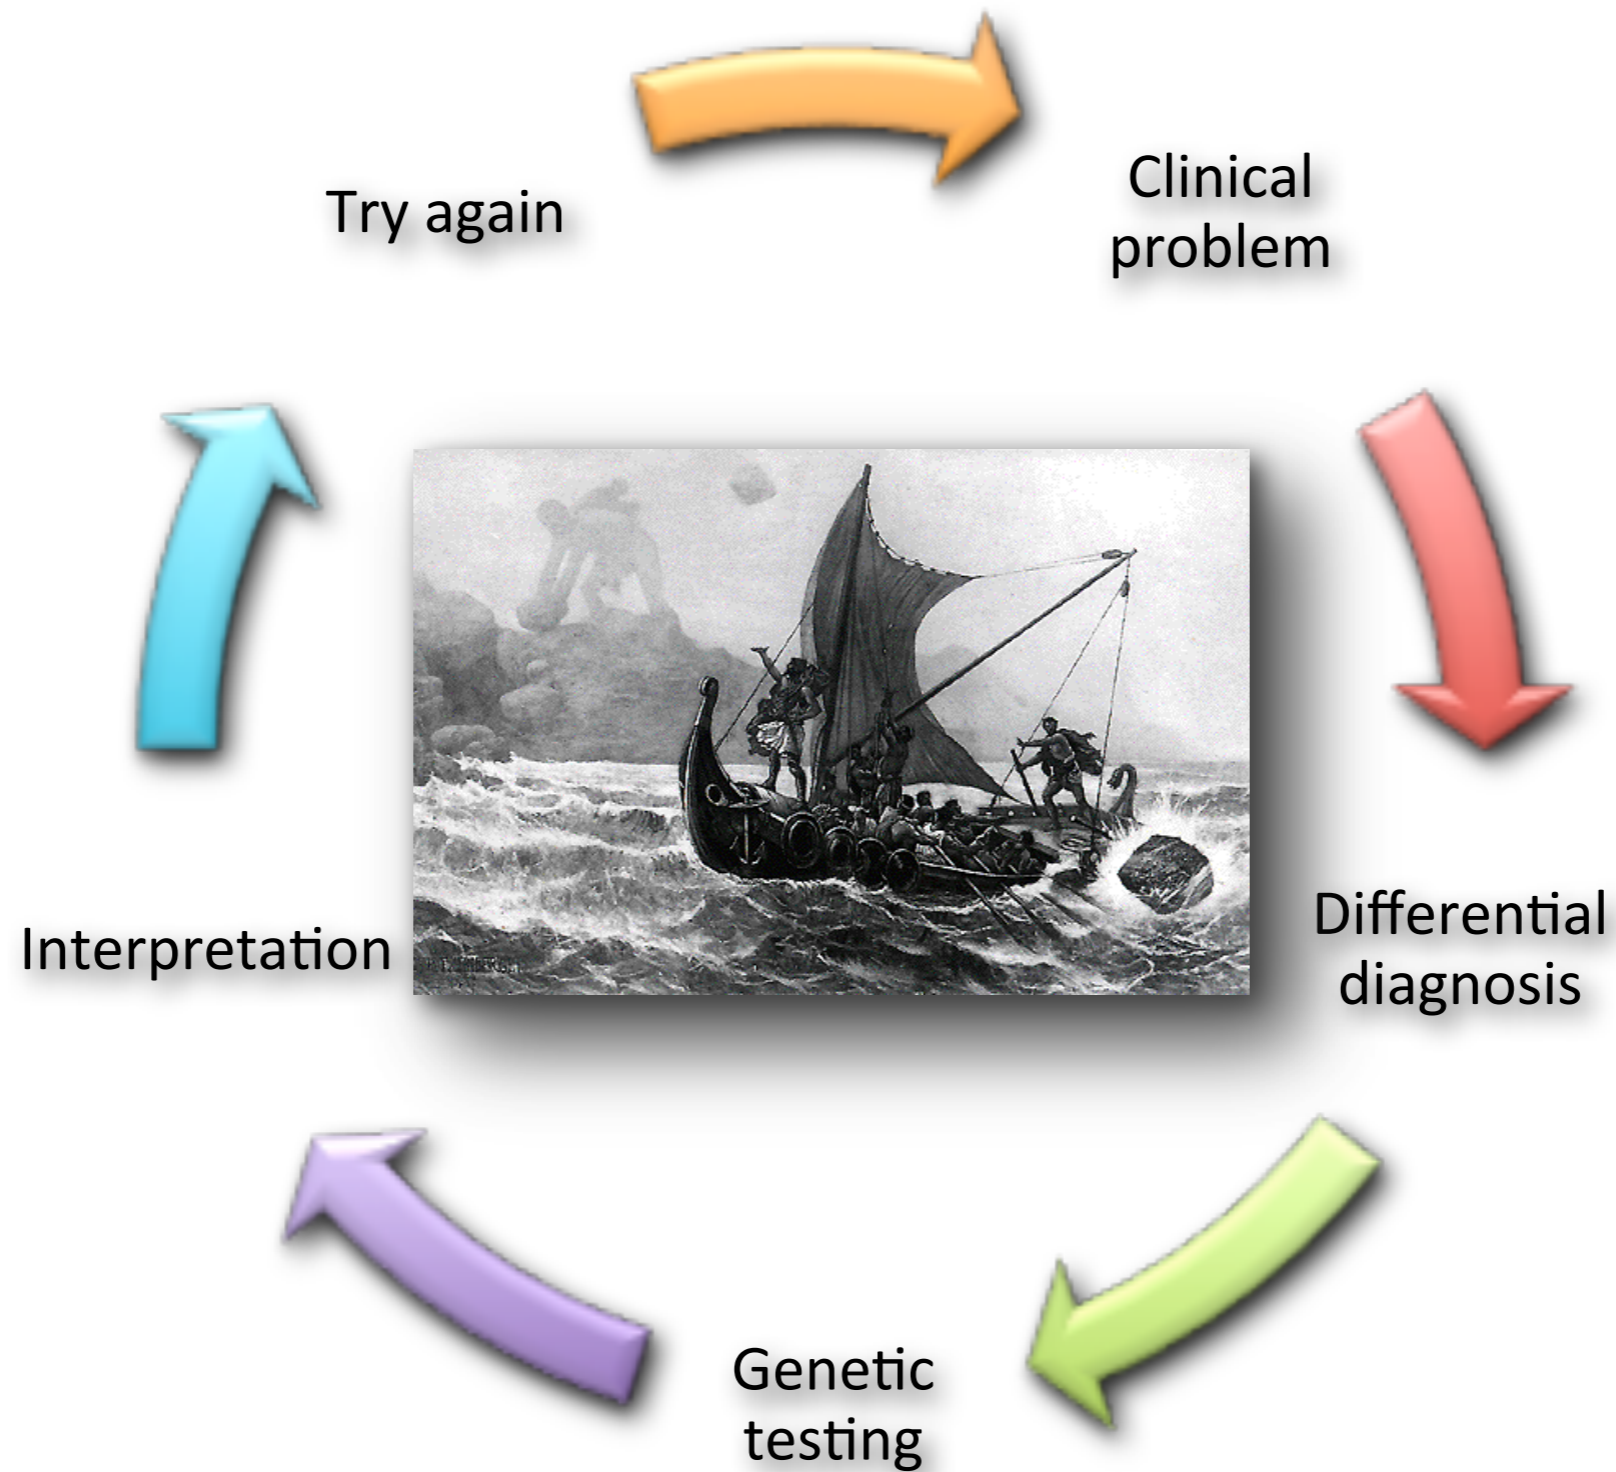 Try again
Clinical
problem
Differential
diagnosis
Genetic
testing
Interpretation